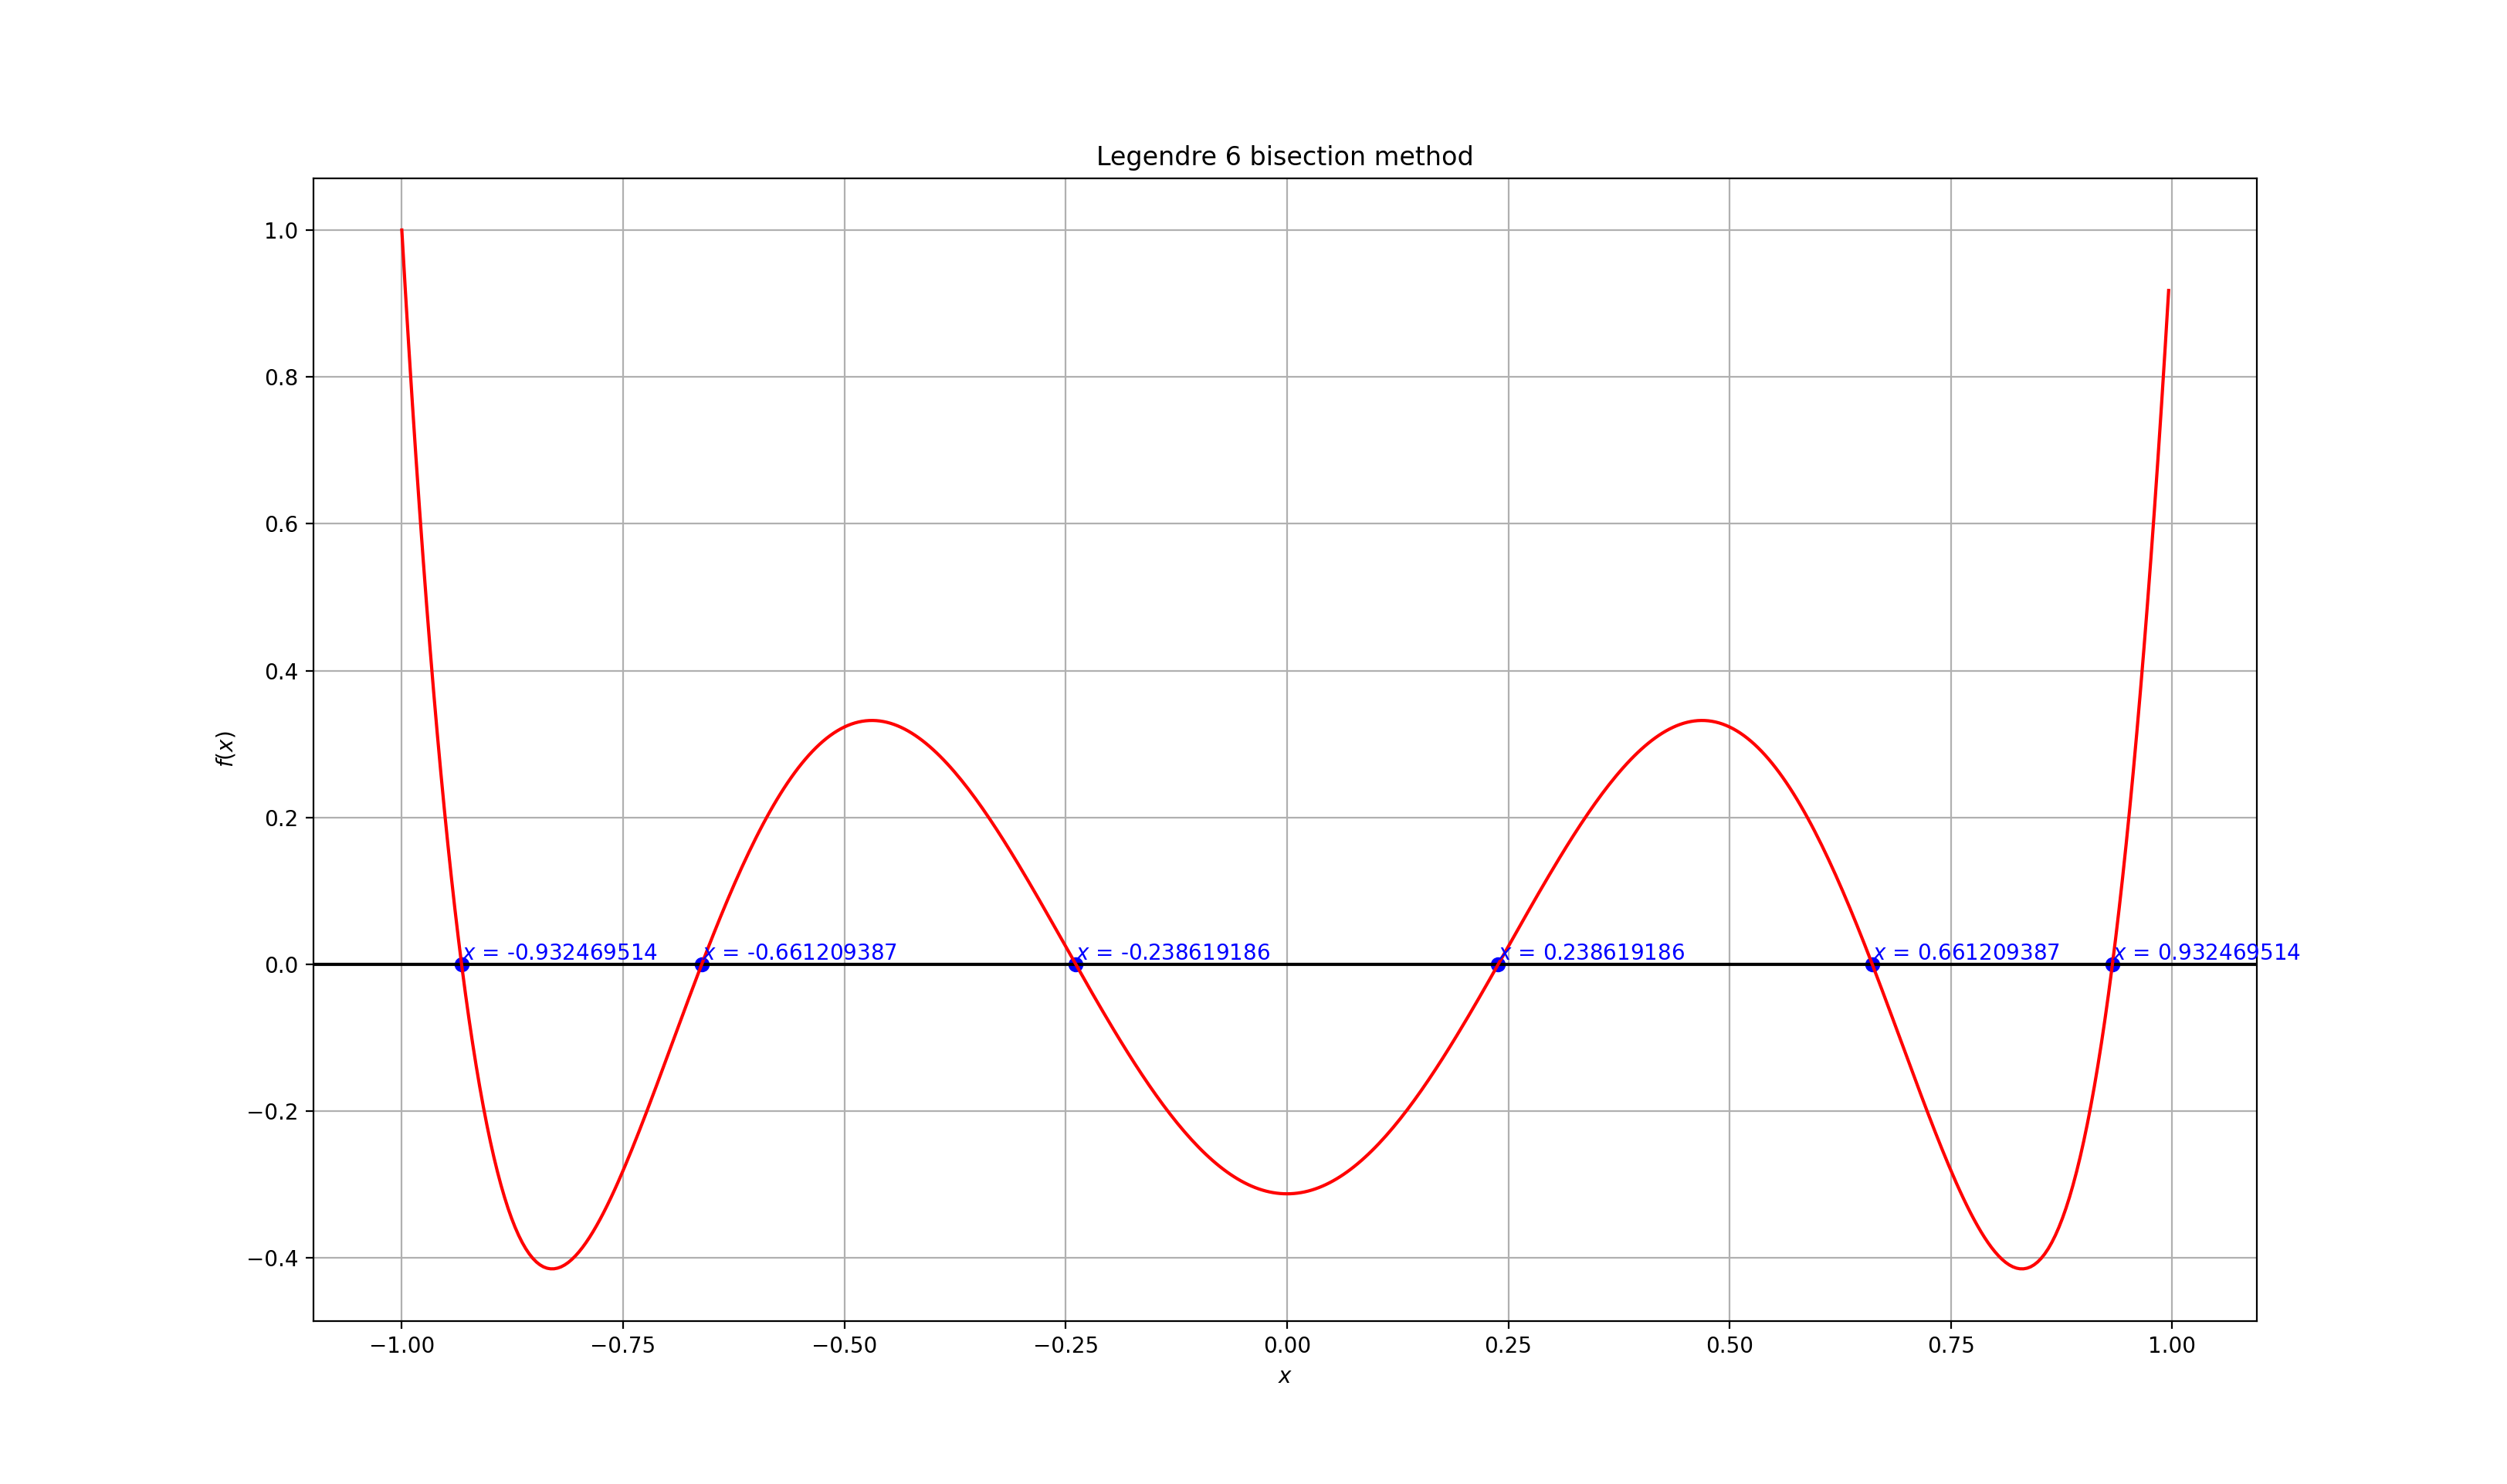 Legendre 6 bisection method
1.0
0.8
0.6
0.4
f(x)
0.2
x = -0.932469514 x = -0.661209387 x = -0.238619186 x = 0.238619186 x = 0.661209387 x = 0.932469514
0.0
−0.2
−0.4
−1.00 −0.75 −0.50 −0.25 0.00 0.25 0.50 0.75 1.00
x